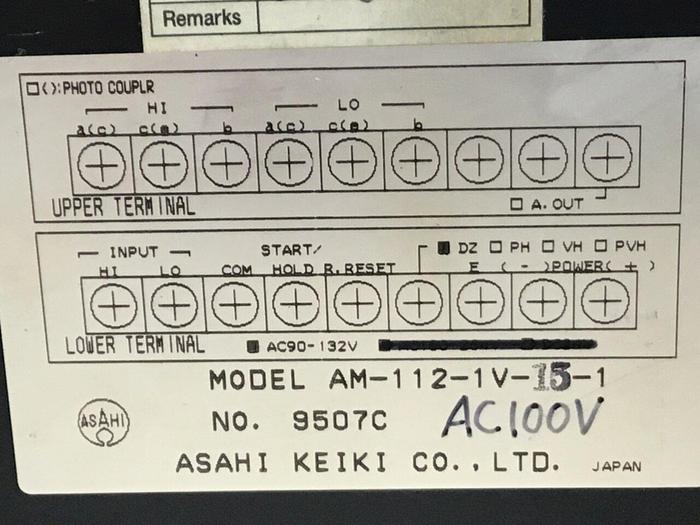 Remarks
□( ):PHOTO COUPLR
HI LO
a(c) c(e) b a(c) c(e) b
UPPER TERMINAL □ A.OUT
INPUT START/ ■ DZ □ PH □ VH □ PVH
HI LO COM HOLD R.RESET E (-)POWER(+)
LOWER TERMINAL ■ AC90-132V
MODEL AM-112-1V-15-1
ASAHI NO. 9507C AC100V
ASAHI KEIKI CO.,LTD. JAPAN